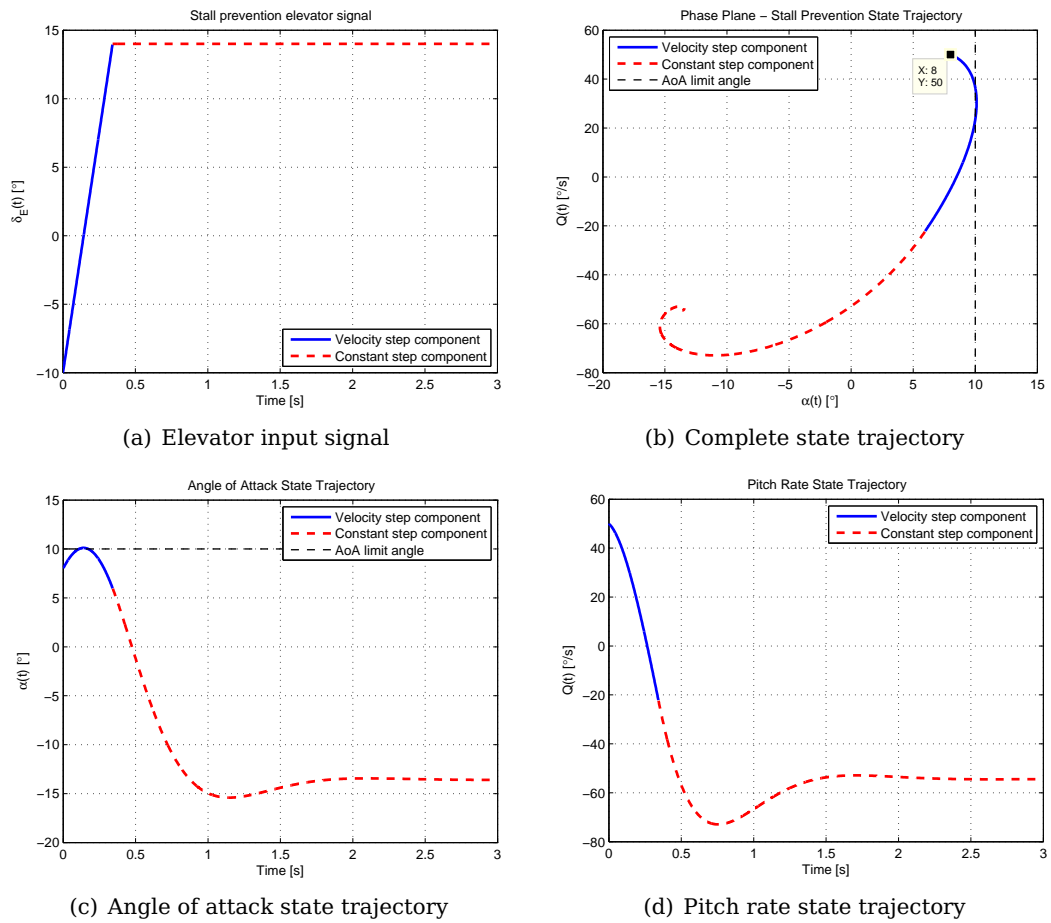 Stall prevention elevator signal
15
10
5
0
−5
−10
δE(t) [°]
Velocity step component
Constant step component
0 0.5 1 1.5 2 2.5 3
Time [s]
(a) Elevator input signal
Phase Plane − Stall Prevention State Trajectory
60
40
20
0
−20
−40
−60
−80
Q(t) [°/s]
Velocity step component
Constant step component
AoA limit angle
X: 8
Y: 50
−20 −15 −10 −5 0 5 10 15
α(t) [°]
(b) Complete state trajectory
Angle of Attack State Trajectory
15
10
5
0
−5
−10
−15
−20
α(t) [°]
Velocity step component
Constant step component
AoA limit angle
0 0.5 1 1.5 2 2.5 3
Time [s]
(c) Angle of attack state trajectory
Pitch Rate State Trajectory
60
40
20
0
−20
−40
−60
−80
Q(t) [°/s]
Velocity step component
Constant step component
0 0.5 1 1.5 2 2.5 3
Time [s]
(d) Pitch rate state trajectory